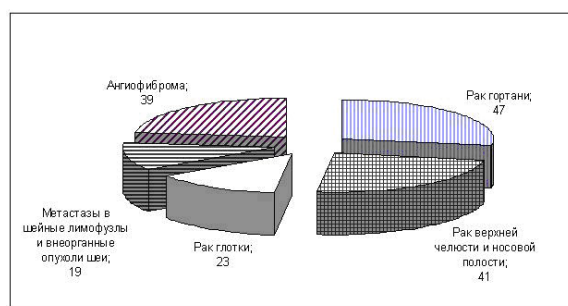 Ангиофиброма;
39
Рак гортани;
47
Метастазы в
шейные лимофузлы
и внеорганные
опухоли шеи;
19
Рак глотки;
23
Рак верхней
челюсти и носовой
полости;
41